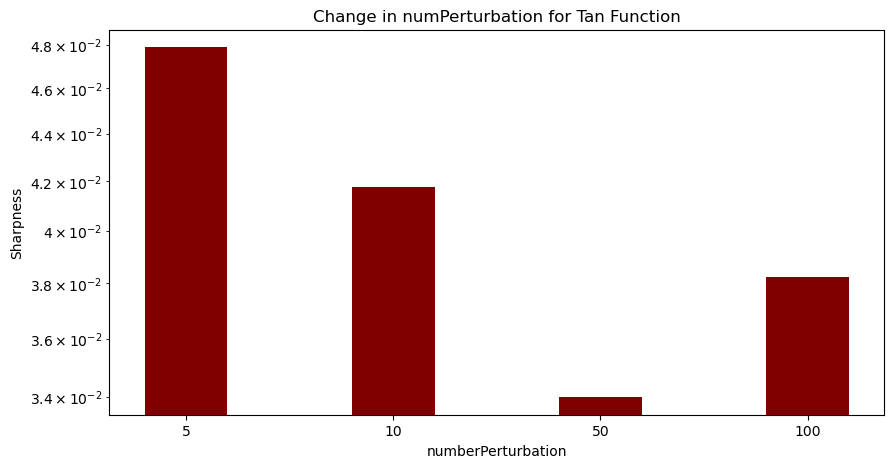 Change in numPerturbation for Tan Function
Sharpness
4.8 × 10⁻²
4.6 × 10⁻²
4.4 × 10⁻²
4.2 × 10⁻²
4 × 10⁻²
3.8 × 10⁻²
3.6 × 10⁻²
3.4 × 10⁻²
5 10 50 100
numberPerturbation